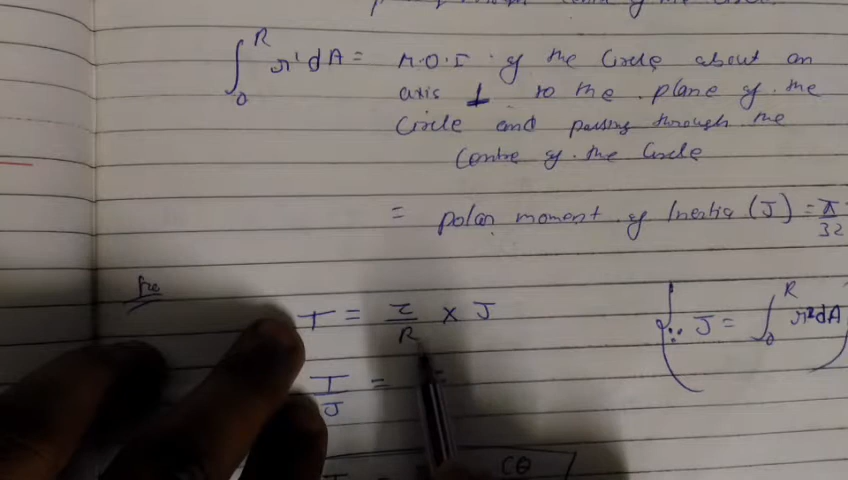 ∫₀ᴿ r²dA = M.O.I of the Circle about an
axis ⊥ to the plane of the
Circle and passing through the
Centre of the Circle
= polar moment of Inertia (J) = π/32
T = τ/R × J
(∵ J = ∫₀ᴿ r²dA)
T/J =
Cθ